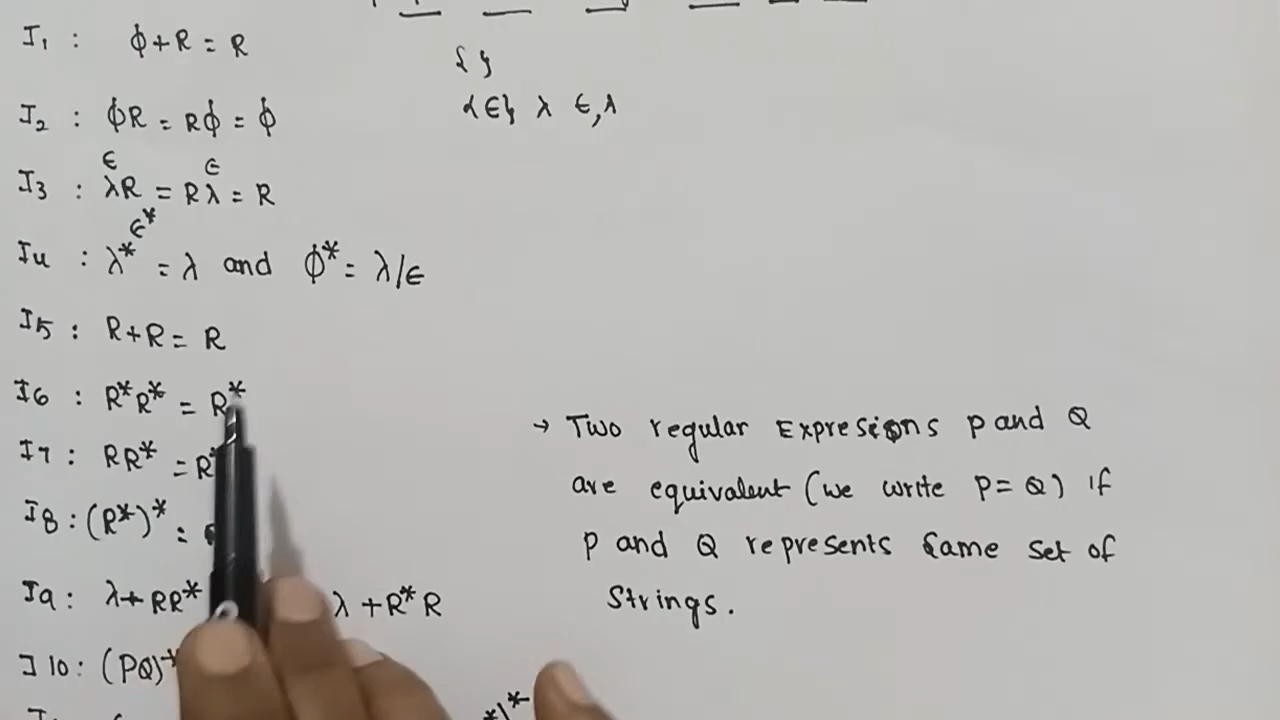 I1 : ϕ+R = R
{ }
I2 : ϕR = Rϕ = ϕ
{ϵ} λ ϵ,λ
ϵ ϵ
I3 : λR = Rλ = R
ϵ*
I4 : λ* = λ and ϕ* = λ/ϵ
I5 : R+R = R
I6 : R*R* = R*
I7 : RR* = R
I8 : (R*)* =
I9 : λ+RR* λ+R*R
I10 : (PQ)*
→ Two regular Expresions P and Q
are equivalent (we write P=Q) if
P and Q represents same set of
Strings.